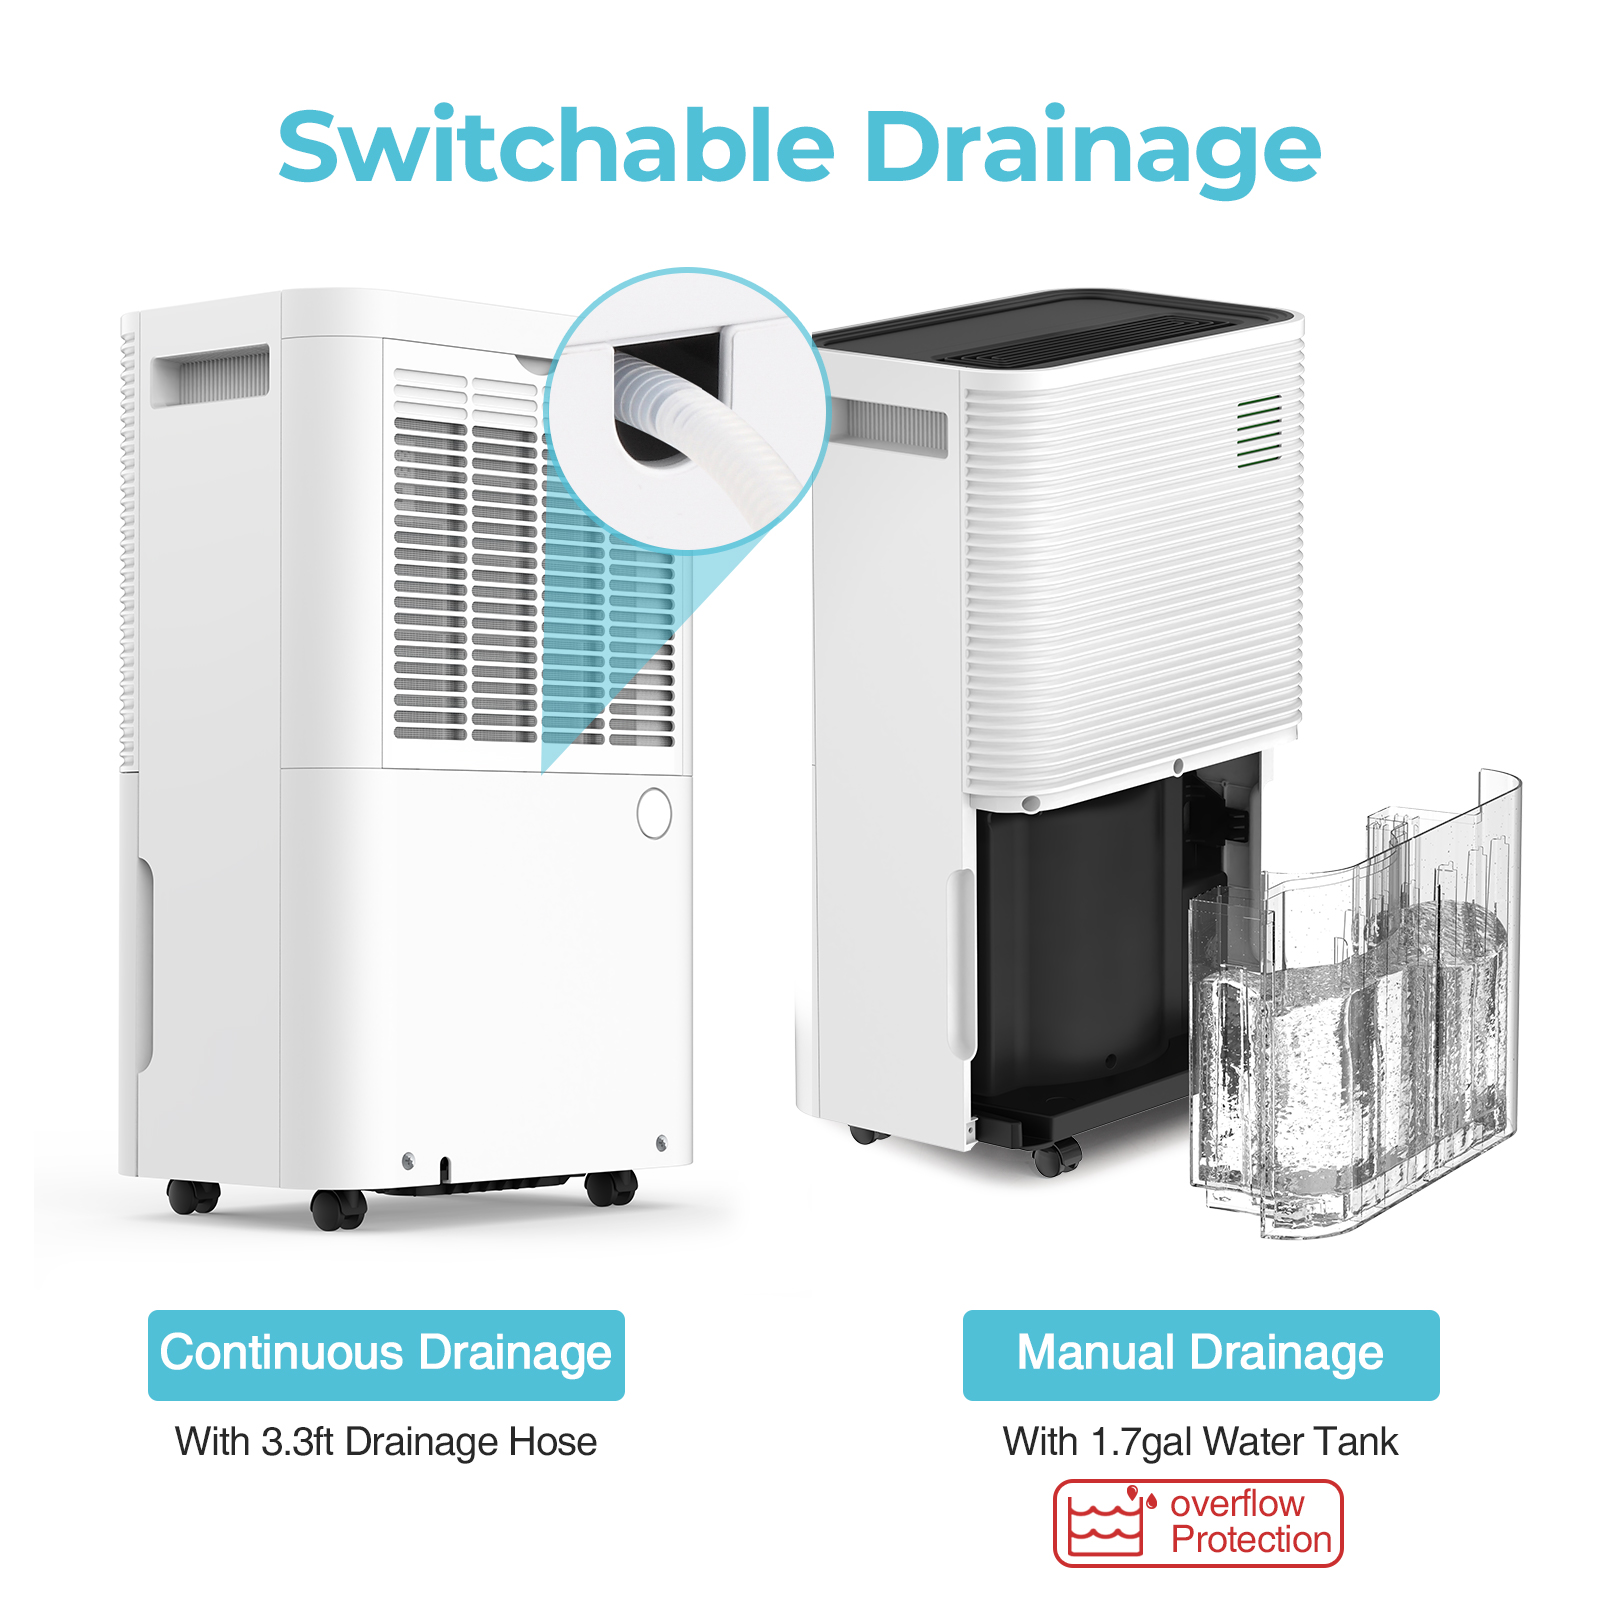 Switchable Drainage
Continuous Drainage
With 3.3ft Drainage Hose
Manual Drainage
With 1.7gal Water Tank
overflow
Protection